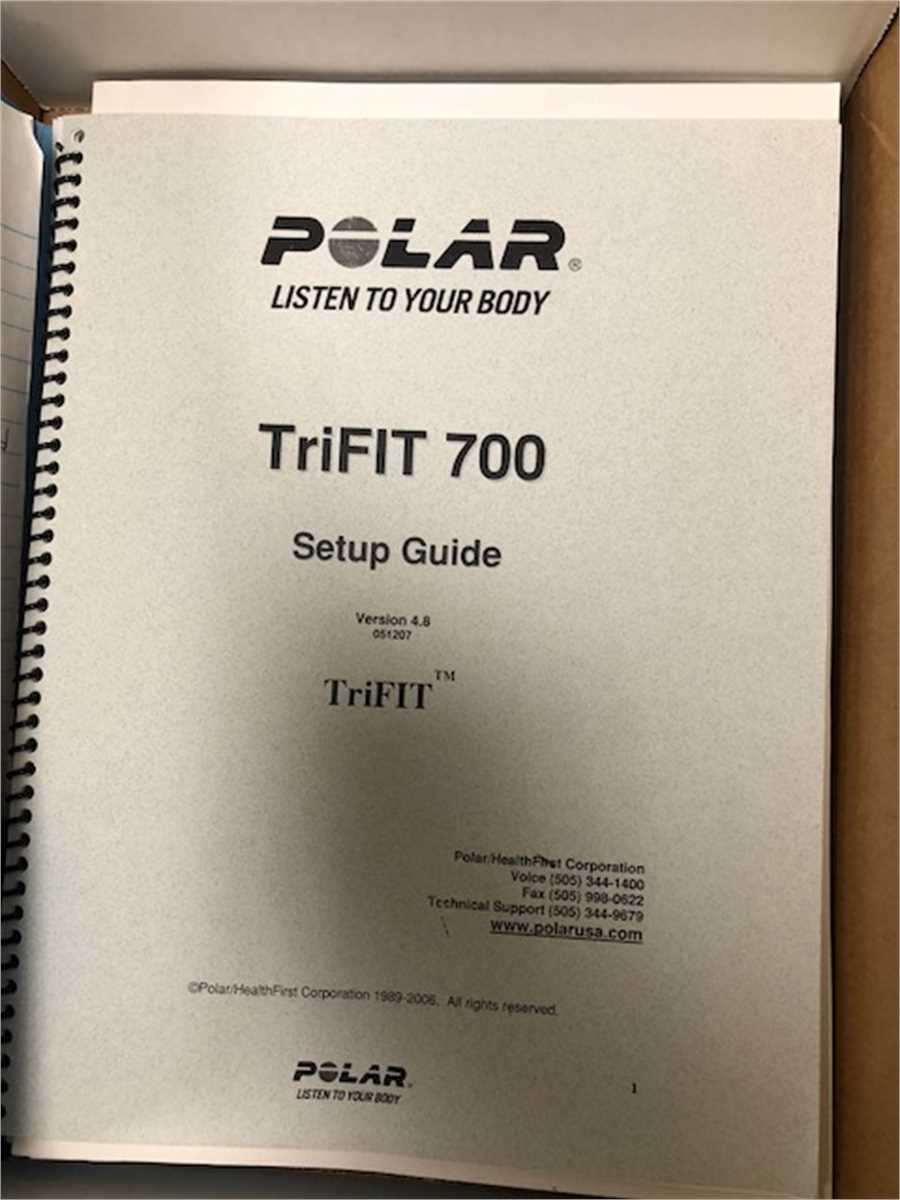 POLAR®
LISTEN TO YOUR BODY
TriFIT 700
Setup Guide
Version 4.8
051207
TriFIT™
Polar/HealthFirst Corporation
Voice (505) 344-1400
Fax (505) 998-0622
Technical Support (505) 344-9679
www.polarusa.com
©Polar/HealthFirst Corporation 1989-2006. All rights reserved.
POLAR®
LISTEN TO YOUR BODY
1